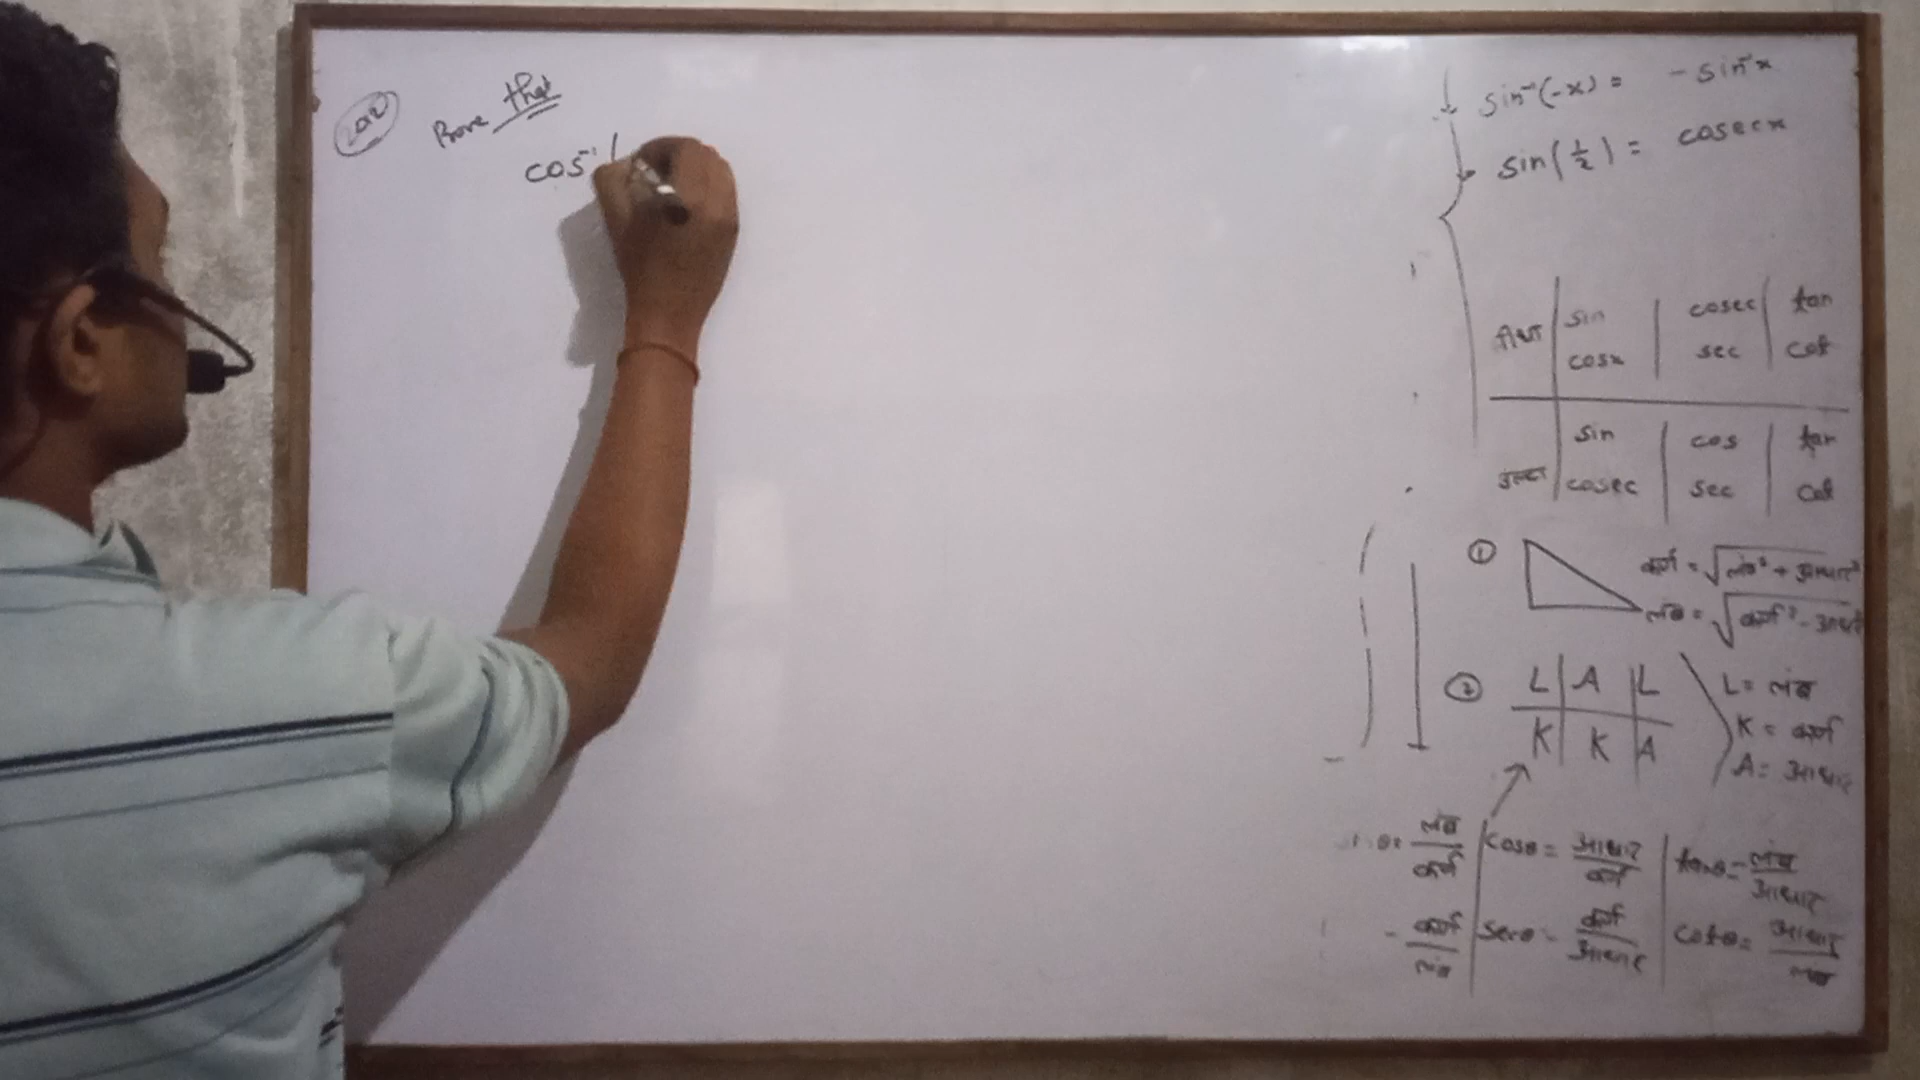 2012
Prove that
cos⁻¹(
sin⁻¹(-x) = - sin⁻¹x
sin(½) = cosecx
sin | cosec | tan
cosx | sec | cot
sin | cos | tan
उल्टा cosec | sec | cot
① कर्ण = √लंब² + आधार²
लंब = √कर्ण² - आधार²
② L | A | L
K | K | A
L = लंब
K = कर्ण
A = आधार
θ = लंब/कर्ण | cosθ = आधार/कर्ण | tanθ = लंब/आधार
= कर्ण/लंब | secθ = कर्ण/आधार | cotθ = आधार/लंब